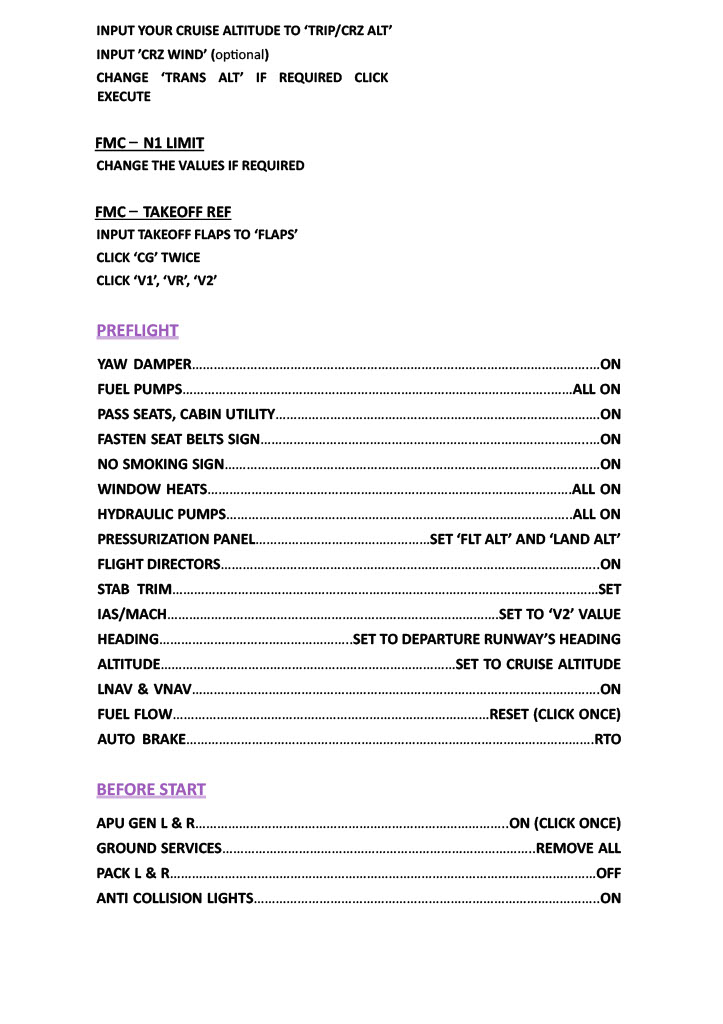 INPUT YOUR CRUISE ALTITUDE TO ‘TRIP/CRZ ALT’
INPUT ’CRZ WIND’ (optional)
CHANGE ‘TRANS ALT’ IF REQUIRED CLICK
EXECUTE
FMC – N1 LIMIT
CHANGE THE VALUES IF REQUIRED
FMC – TAKEOFF REF
INPUT TAKEOFF FLAPS TO ‘FLAPS’
CLICK ‘CG’ TWICE
CLICK ‘V1’, ‘VR’, ‘V2’
PREFLIGHT
YAW DAMPER……………………………………………………………………………………………………ON
FUEL PUMPS………………………………………………………………………………………………ALL ON
PASS SEATS, CABIN UTILITY……………………………………………………………………………….ON
FASTEN SEAT BELTS SIGN……………………………………………………………………………………ON
NO SMOKING SIGN……………………………………………………………………………………………ON
WINDOW HEATS……………………………………………………………………………………….ALL ON
HYDRAULIC PUMPS…………………………………………………………………………………..ALL ON
PRESSURIZATION PANEL…………………………………………SET ‘FLT ALT’ AND ‘LAND ALT’
FLIGHT DIRECTORS…………………………………………………………………………………………..ON
STAB TRIM………………………………………………………………………………………………………SET
IAS/MACH……………………………………………………………………………….SET TO ‘V2’ VALUE
HEADING……………………………………………..SET TO DEPARTURE RUNWAY’S HEADING
ALTITUDE………………………………………………………………………SET TO CRUISE ALTITUDE
LNAV & VNAV………………………………………………………………………………………………….ON
FUEL FLOW……………………………………………………………………………RESET (CLICK ONCE)
AUTO BRAKE………………………………………………………………………………………………….RTO
BEFORE START
APU GEN L & R…………………………………………………………………………..ON (CLICK ONCE)
GROUND SERVICES…………………………………………………………………………..REMOVE ALL
PACK L & R………………………………………………………………………………………………………OFF
ANTI COLLISION LIGHTS…………………………………………………………………………………..ON